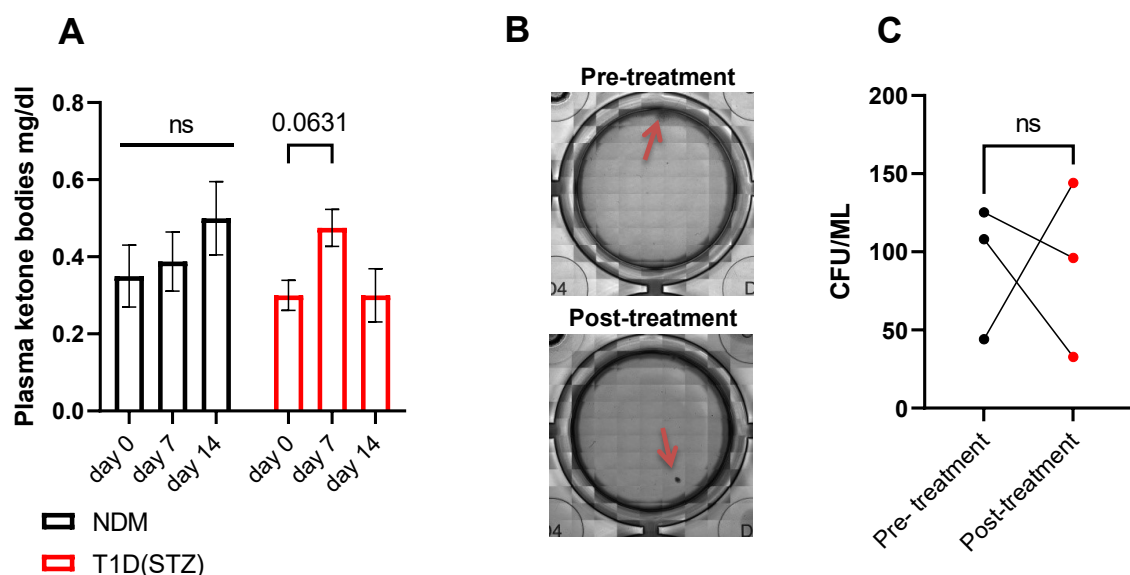 A
Plasma ketone bodies mg/dl
0.8
0.6
0.4
0.2
0.0
ns
0.0631
day 0
day 7
day 14
day 0
day 7
day 14
NDM
T1D(STZ)
B
Pre-treatment
04
D
Post-treatment
04
D
C
CFU/ML
200
150
100
50
0
ns
Pre- treatment
Post-treatment